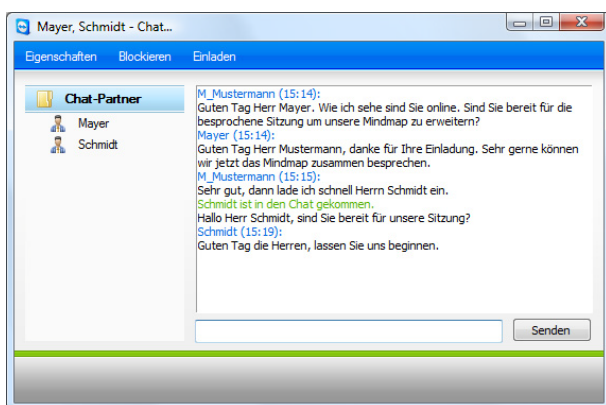 Mayer, Schmidt - Chat...
Eigenschaften Blockieren Einladen
Chat-Partner
Mayer
Schmidt
M_Mustermann (15:14):
Guten Tag Herr Mayer. Wie ich sehe sind Sie online. Sind Sie bereit für die
besprochene Sitzung um unsere Mindmap zu erweitern?
Mayer (15:14):
Guten Tag Herr Mustermann, danke für Ihre Einladung. Sehr gerne können
wir jetzt das Mindmap zusammen besprechen.
M_Mustermann (15:15):
Sehr gut, dann lade ich schnell Herrn Schmidt ein.
Schmidt ist in den Chat gekommen.
Hallo Herr Schmidt, sind Sie bereit für unsere Sitzung?
Schmidt (15:19):
Guten Tag die Herren, lassen Sie uns beginnen.
Senden